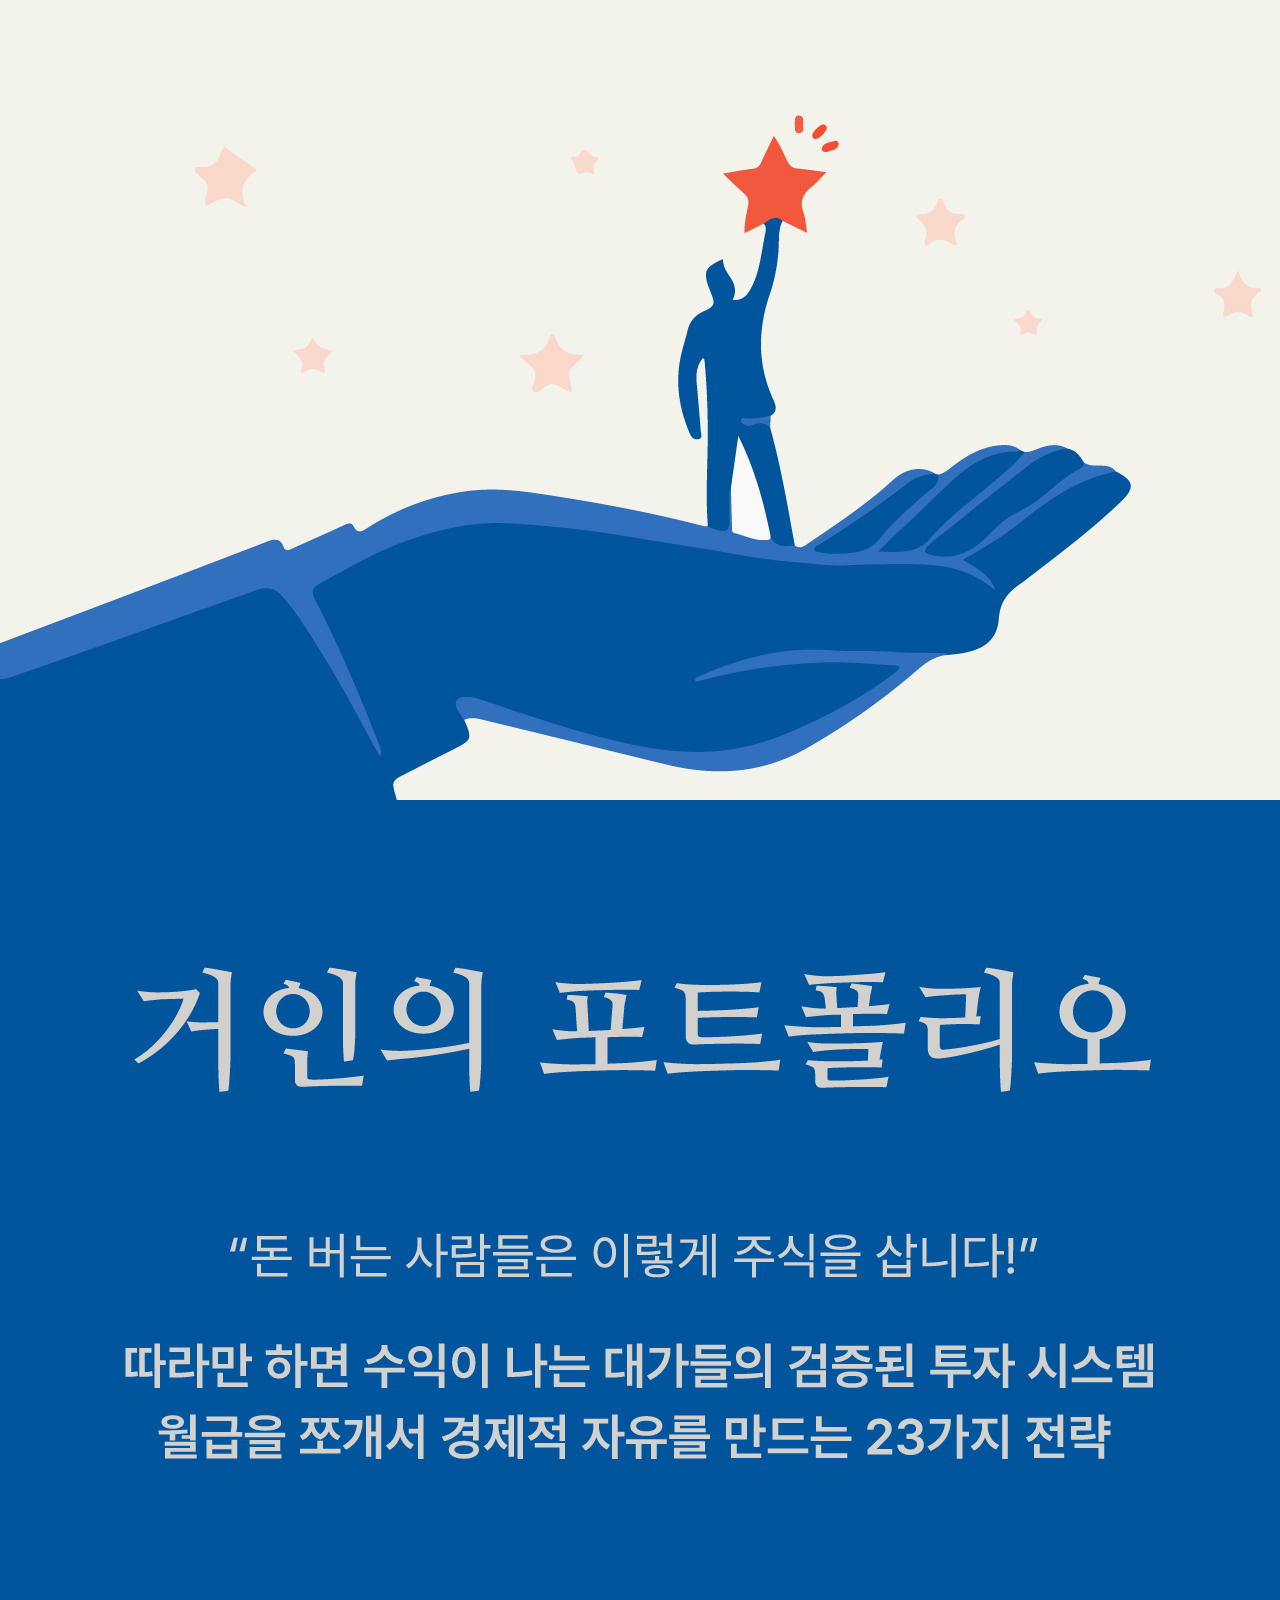 거인의 포트폴리오
“돈 버는 사람들은 이렇게 주식을 삽니다!”
따라만 하면 수익이 나는 대가들의 검증된 투자 시스템
월급을 쪼개서 경제적 자유를 만드는 23가지 전략